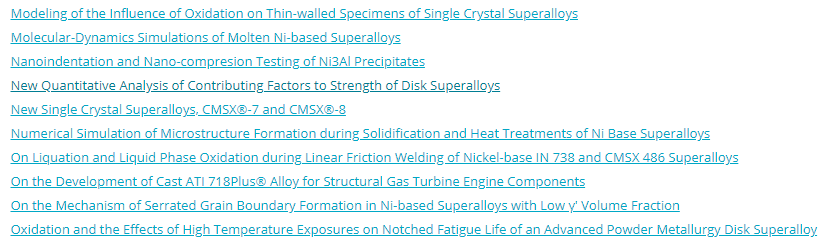 Modeling of the Influence of Oxidation on Thin-walled Specimens of Single Crystal Superalloys
Molecular-Dynamics Simulations of Molten Ni-based Superalloys
Nanoindentation and Nano-compresion Testing of Ni3Al Precipitates
New Quantitative Analysis of Contributing Factors to Strength of Disk Superalloys
New Single Crystal Superalloys, CMSX®-7 and CMSX®-8
Numerical Simulation of Microstructure Formation during Solidification and Heat Treatments of Ni Base Superalloys
On Liquation and Liquid Phase Oxidation during Linear Friction Welding of Nickel-base IN 738 and CMSX 486 Superalloys
On the Development of Cast ATI 718Plus® Alloy for Structural Gas Turbine Engine Components
On the Mechanism of Serrated Grain Boundary Formation in Ni-based Superalloys with Low γ' Volume Fraction
Oxidation and the Effects of High Temperature Exposures on Notched Fatigue Life of an Advanced Powder Metallurgy Disk Superalloy